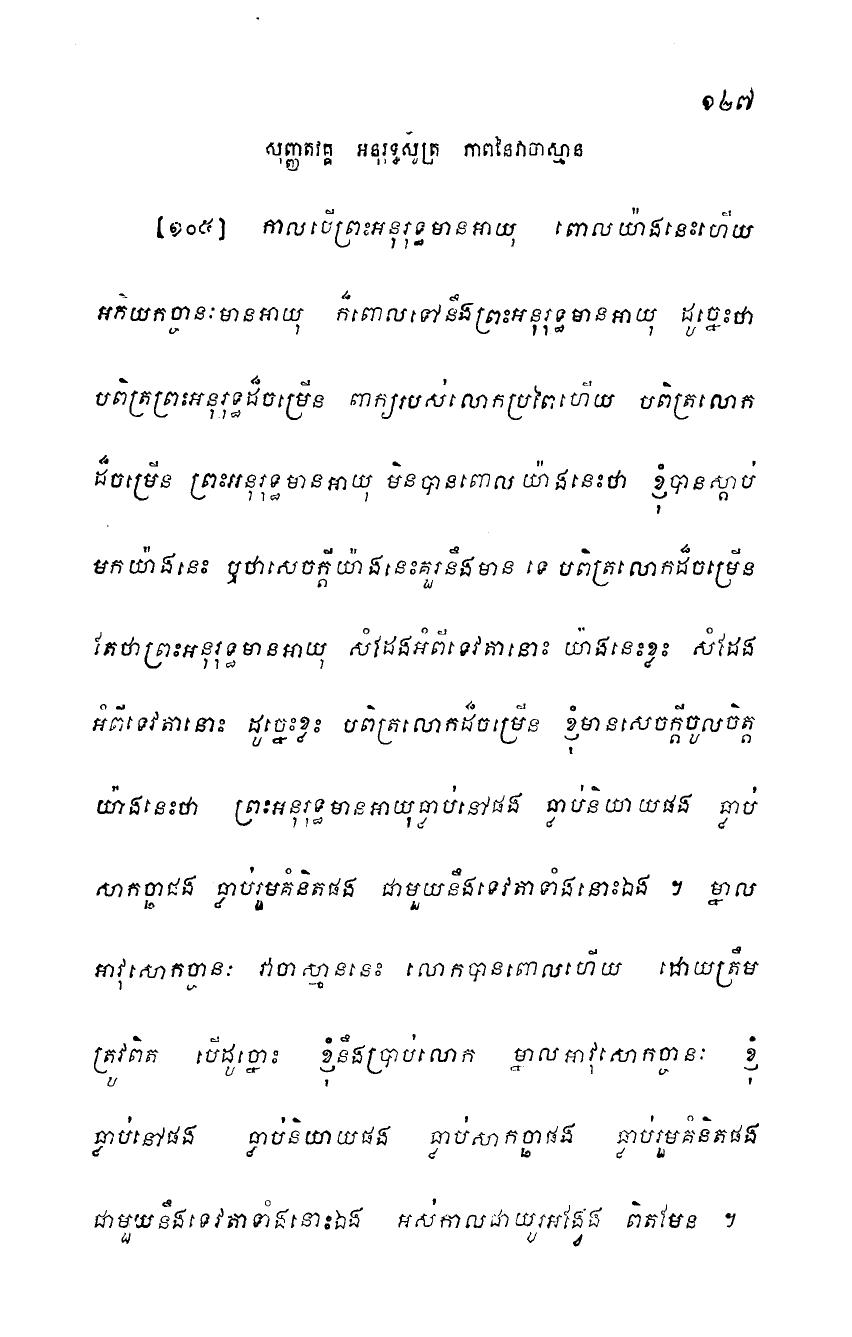 ១២៧
សុញ្ញតវគ្គ អនុរុទ្ធសូត្រ ភាពនៃវាចាស្មាន
[១០៥] កាលបើព្រះអនុរុទ្ធមានអាយុ ពោលយ៉ាងនេះហើយ
អភិយកច្ចានៈមានអាយុ ក៏ពោលទៅនឹងព្រះអនុរុទ្ធមានអាយុ ដូច្នេះថា
បពិត្រព្រះអនុរុទ្ធដ៏ចម្រើន ពាក្យរបស់លោកប្រពៃហើយ បពិត្រលោក
ដ៏ចម្រើន ព្រះអនុរុទ្ធមានអាយុ មិនបានពោលយ៉ាងនេះថា ខ្ញុំបានស្តាប់
មកយ៉ាងនេះ ឬថាសេចក្តីយ៉ាងនេះគួរនឹងមាន ទេ បពិត្រលោកដ៏ចម្រើន
តែថាព្រះអនុរុទ្ធមានអាយុ សំដែងអំពីទេវតានោះ យ៉ាងនេះខ្លះ សំដែង
អំពីទេវតានោះ ដូច្នេះខ្លះ បពិត្រលោកដ៏ចម្រើន ខ្ញុំមានសេចក្តីចូលចិត្ត
យ៉ាងនេះថា ព្រះអនុរុទ្ធមានអាយុធ្លាប់នៅផង ធ្លាប់និយាយផង ធ្លាប់
សាកច្ឆាផង ធ្លាប់រួមគំនិតផង ជាមួយនឹងទេវតាទាំងនោះឯង ។ ម្នាល
អាវុសោកច្ចានៈ វាចាស្មាននេះ លោកបានពោលហើយ ដោយត្រឹម
ត្រូវពិត បើដូច្នោះ ខ្ញុំនឹងប្រាប់លោក ម្នាលអាវុសោកច្ចានៈ ខ្ញុំ
ធ្លាប់នៅផង ធ្លាប់និយាយផង ធ្លាប់សាកច្ឆាផង ធ្លាប់រួមគំនិតផង
ជាមួយនឹងទេវតាទាំងនោះឯង អស់កាលជាយូរអង្វែង ពិតមែន ។